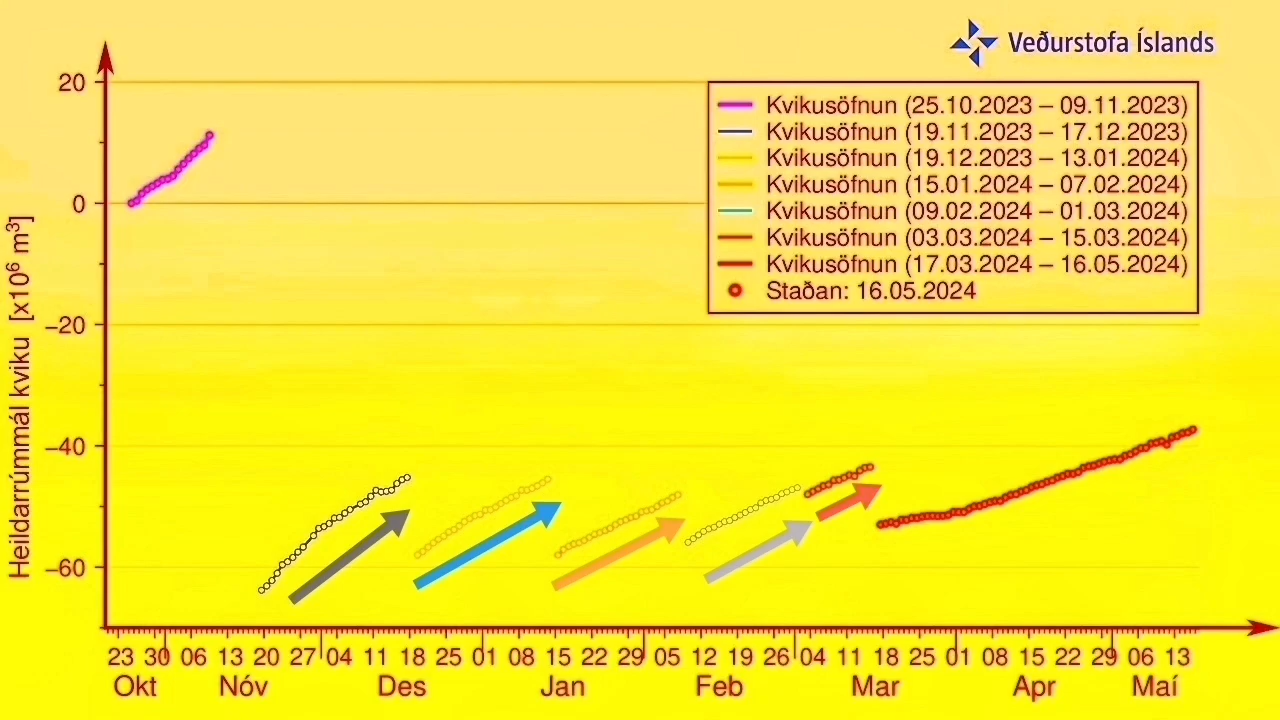 Veðurstofa Íslands
20
0
−20
−40
−60
Heildarrúmmál kviku [x10⁶ m³]
Kvikusöfnun (25.10.2023 – 09.11.2023)
Kvikusöfnun (19.11.2023 – 17.12.2023)
Kvikusöfnun (19.12.2023 – 13.01.2024)
Kvikusöfnun (15.01.2024 – 07.02.2024)
Kvikusöfnun (09.02.2024 – 01.03.2024)
Kvikusöfnun (03.03.2024 – 15.03.2024)
Kvikusöfnun (17.03.2024 – 16.05.2024)
Staðan: 16.05.2024
23 30 06 13 20 27 04 11 18 25 01 08 15 22 29 05 12 19 26 04 11 18 25 01 08 15 22 29 06 13
Okt Nóv Des Jan Feb Mar Apr Maí